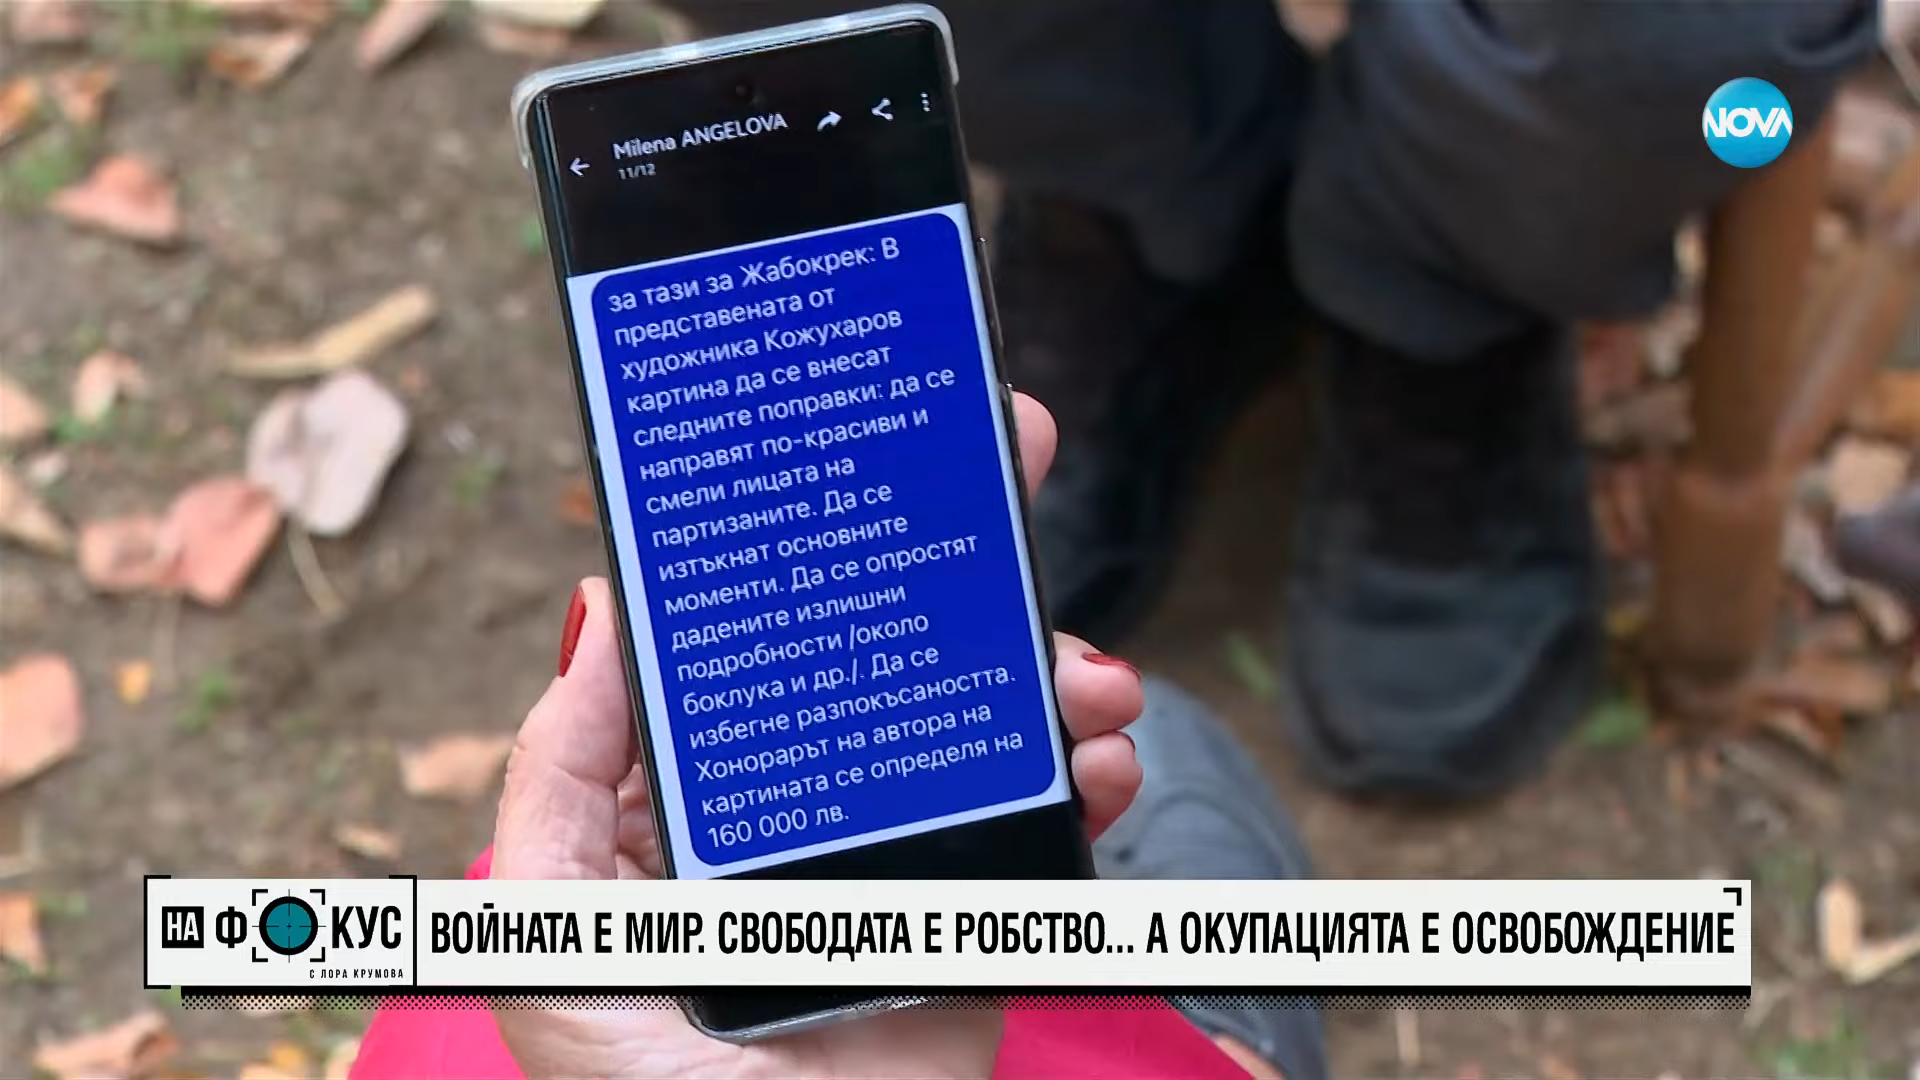 NOVA
Milena ANGELOVA
11/12
за тази за Жабокрек: В
представената от
художника Кожухаров
картина да се внесат
следните поправки: да се
направят по-красиви и
смели лицата на
партизаните. Да се
изтъкнат основните
моменти. Да се опростят
дадените излишни
подробности /около
боклука и др./. Да се
избегне разпокъсаността.
Хонорарът на автора на
картината се определя на
160 000 лв.
НА ФОКУС
С ЛОРА КРУМОВА
ВОЙНАТА Е МИР. СВОБОДАТА Е РОБСТВО... А ОКУПАЦИЯТА Е ОСВОБОЖДЕНИЕ